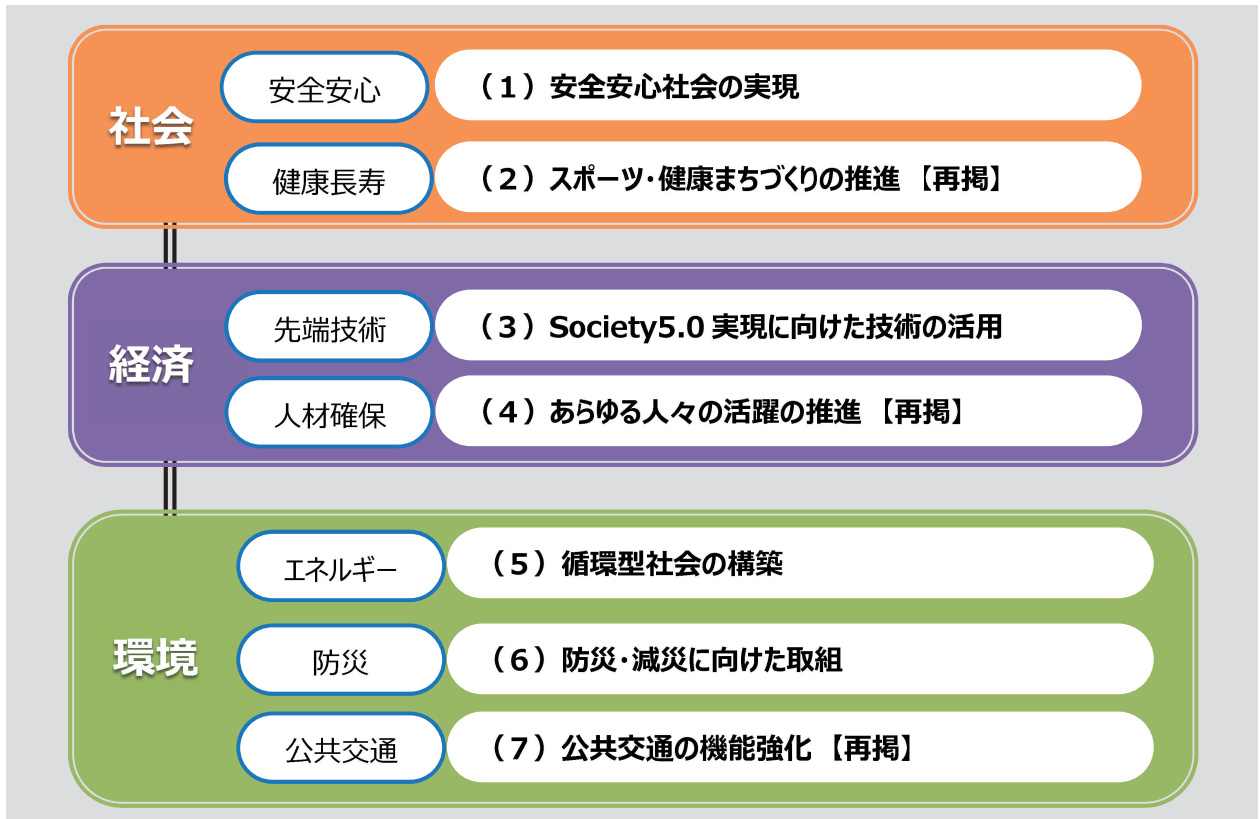 社会
安全安心
（１）安全安心社会の実現
健康長寿
（２）スポーツ・健康まちづくりの推進 【再掲】
経済
先端技術
（３）Society5.0 実現に向けた技術の活用
人材確保
（４）あらゆる人々の活躍の推進 【再掲】
環境
エネルギー
（５）循環型社会の構築
防災
（６）防災・減災に向けた取組
公共交通
（７）公共交通の機能強化 【再掲】